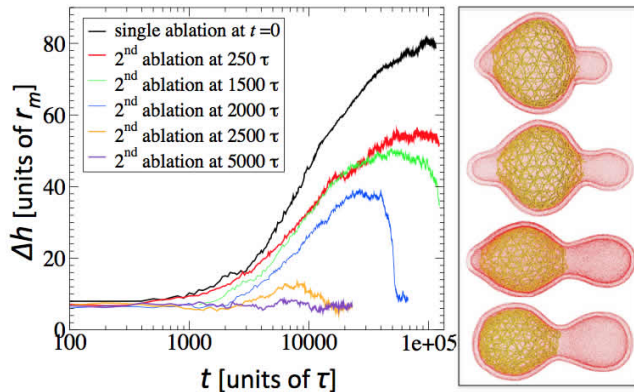 single ablation at t =0
2nd ablation at 250 τ
2nd ablation at 1500 τ
2nd ablation at 2000 τ
2nd ablation at 2500 τ
2nd ablation at 5000 τ
Δh [units of r_m]
80
60
40
20
0
100 1000 10000 1e+05
t [units of τ]